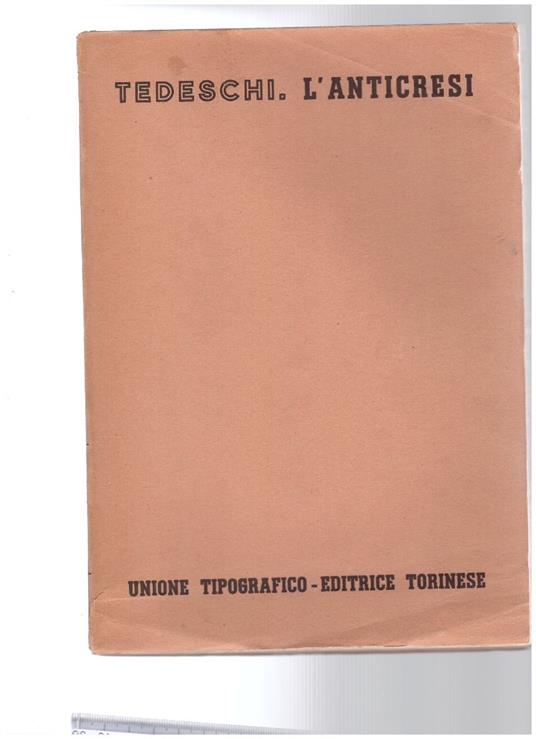 TEDESCHI. L'ANTICRESI
UNIONE TIPOGRAFICO-EDITRICE TORINESE